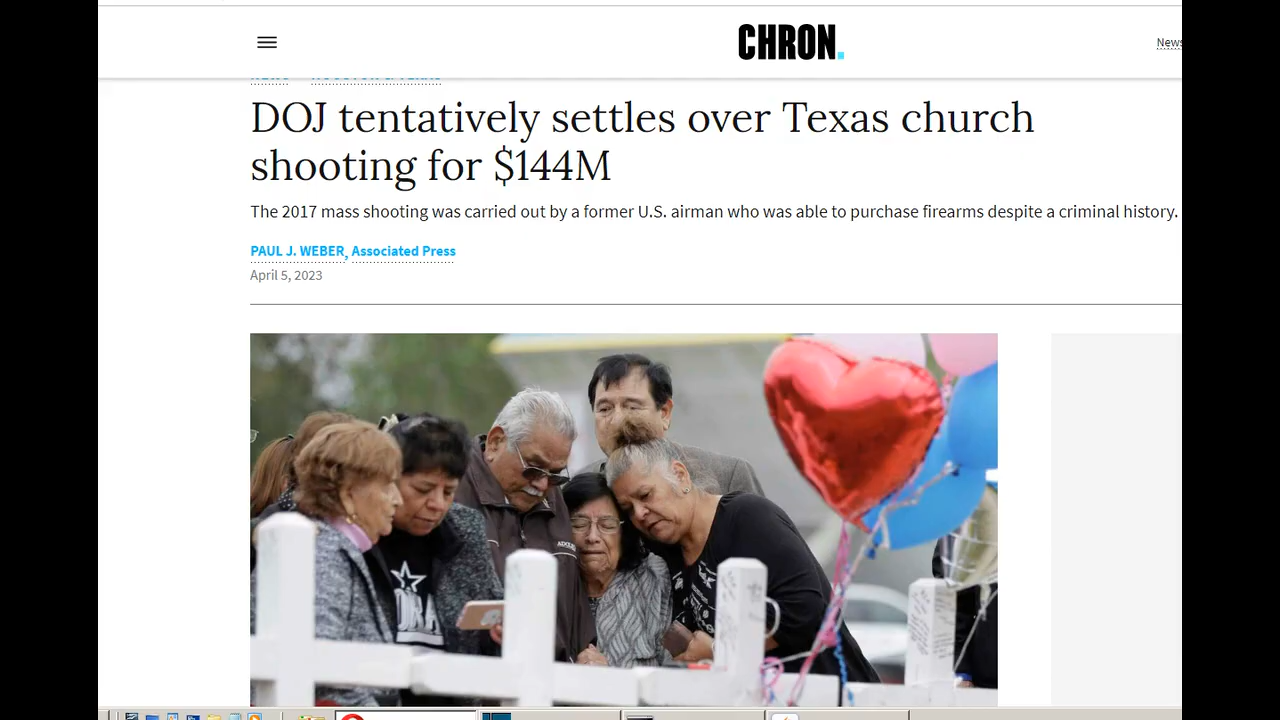 CHRON.
News
DOJ tentatively settles over Texas church
shooting for $144M
The 2017 mass shooting was carried out by a former U.S. airman who was able to purchase firearms despite a criminal history.
PAUL J. WEBER, Associated Press
April 5, 2023